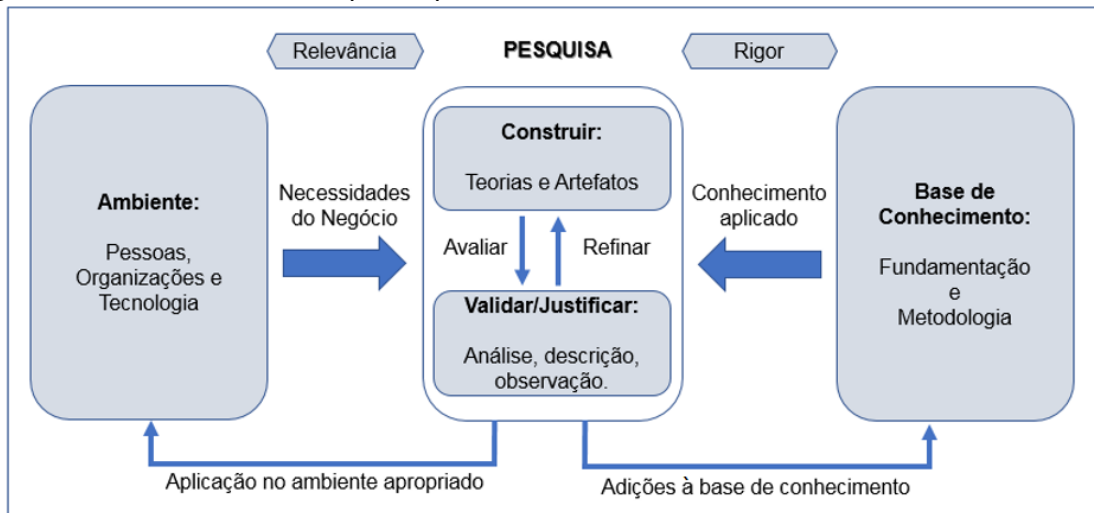 Relevância
PESQUISA
Rigor
Ambiente:
Pessoas,
Organizações e
Tecnologia
Necessidades
do Negócio
Construir:
Teorias e Artefatos
Avaliar
Refinar
Validar/Justificar:
Análise, descrição,
observação.
Conhecimento
aplicado
Base de
Conhecimento:
Fundamentação
e
Metodologia
Aplicação no ambiente apropriado
Adições à base de conhecimento